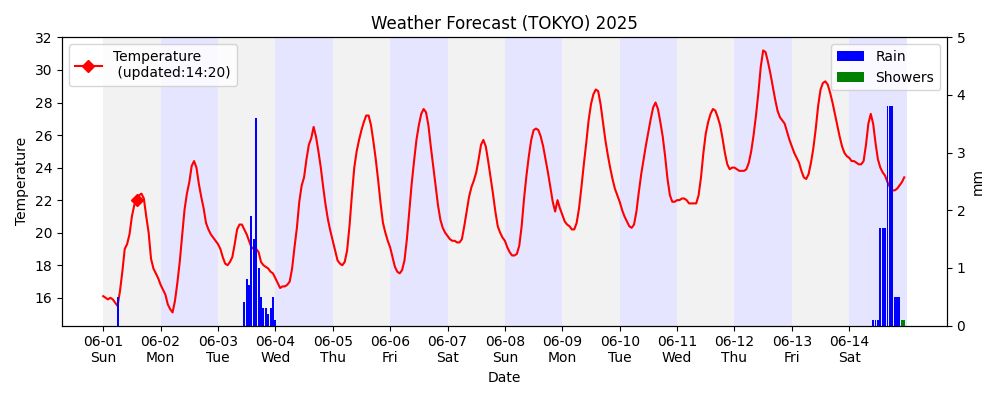 Weather Forecast (TOKYO) 2025
Temperature
(updated:14:20)
Rain
Showers
Temperature
32
30
28
26
24
22
20
18
16
5
4
3
2
1
0
mm
06-01 06-02 06-03 06-04 06-05 06-06 06-07 06-08 06-09 06-10 06-11 06-12 06-13 06-14
Sun Mon Tue Wed Thu Fri Sat Sun Mon Tue Wed Thu Fri Sat
Date